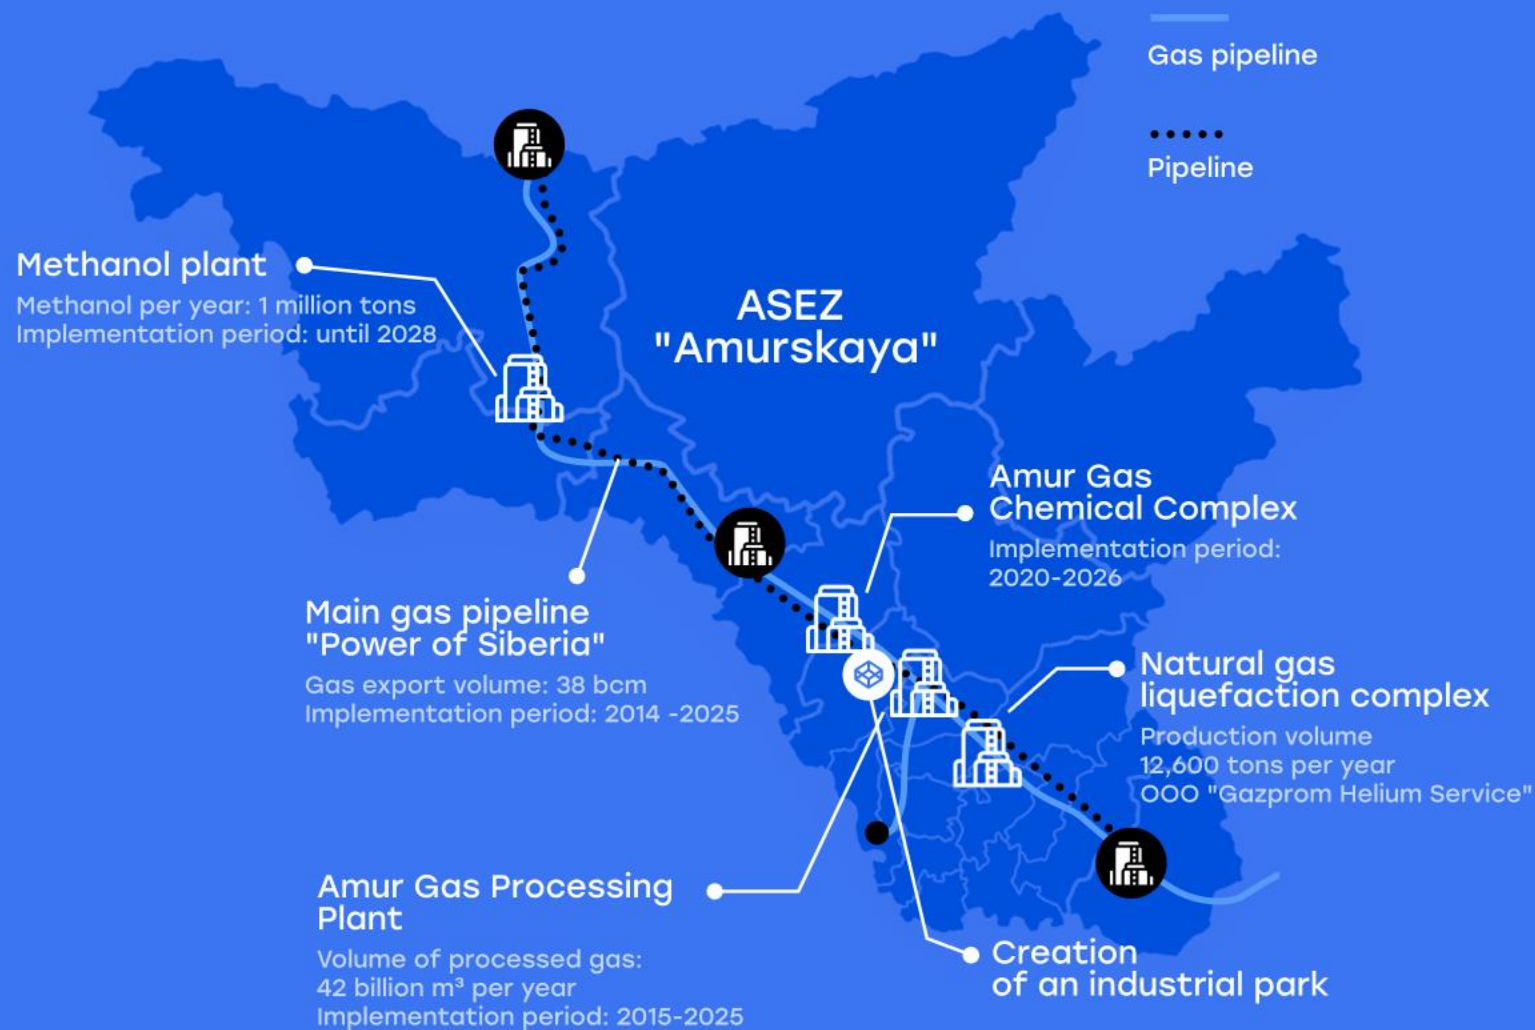 Gas pipeline
Pipeline
Methanol plant
Methanol per year: 1 million tons
Implementation period: until 2028
ASEZ
"Amurskaya"
Amur Gas
Chemical Complex
Implementation period:
2020-2026
Main gas pipeline
"Power of Siberia"
Gas export volume: 38 bcm
Implementation period: 2014 -2025
Natural gas
liquefaction complex
Production volume
12,600 tons per year
OOO "Gazprom Helium Service"
Amur Gas Processing
Plant
Volume of processed gas:
42 billion m³ per year
Implementation period: 2015-2025
Creation
of an industrial park